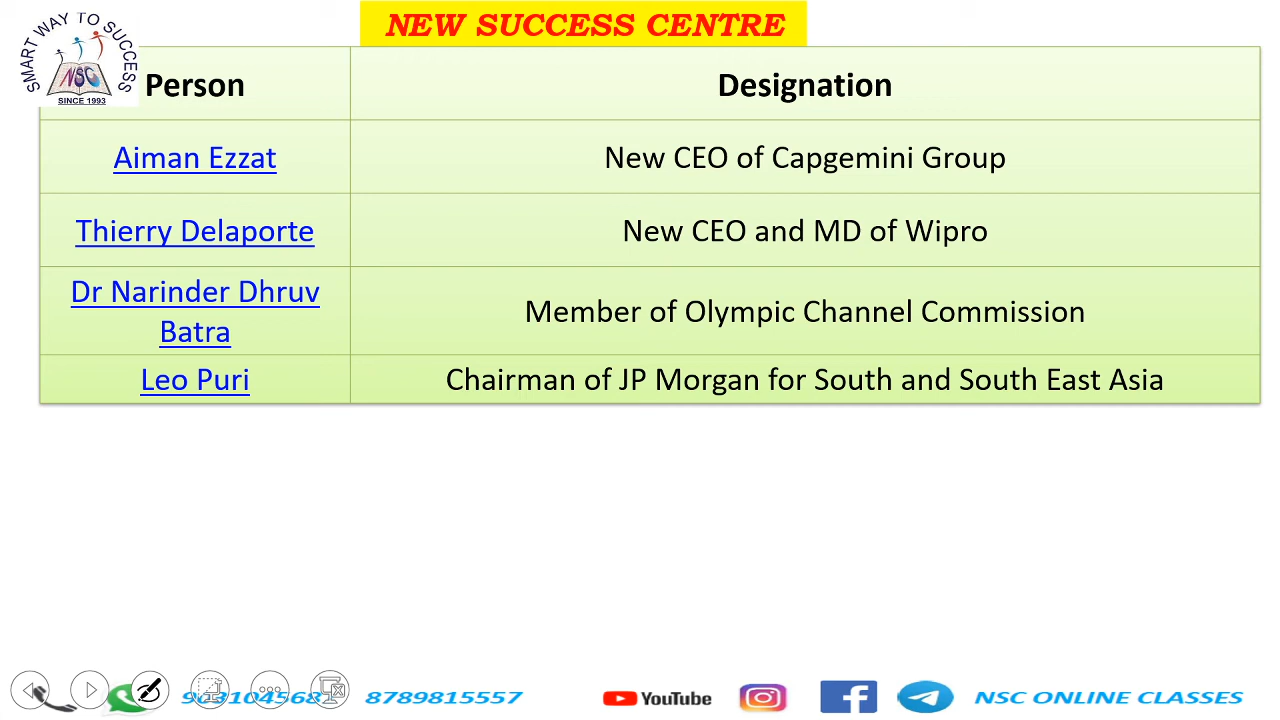 NEW SUCCESS CENTRE
SMART WAY TO SUCCESS
NSC
SINCE 1993
Person Designation
Aiman Ezzat New CEO of Capgemini Group
Thierry Delaporte New CEO and MD of Wipro
Dr Narinder Dhruv
Batra Member of Olympic Channel Commission
Leo Puri Chairman of JP Morgan for South and South East Asia
8789815557 YouTube NSC ONLINE CLASSES